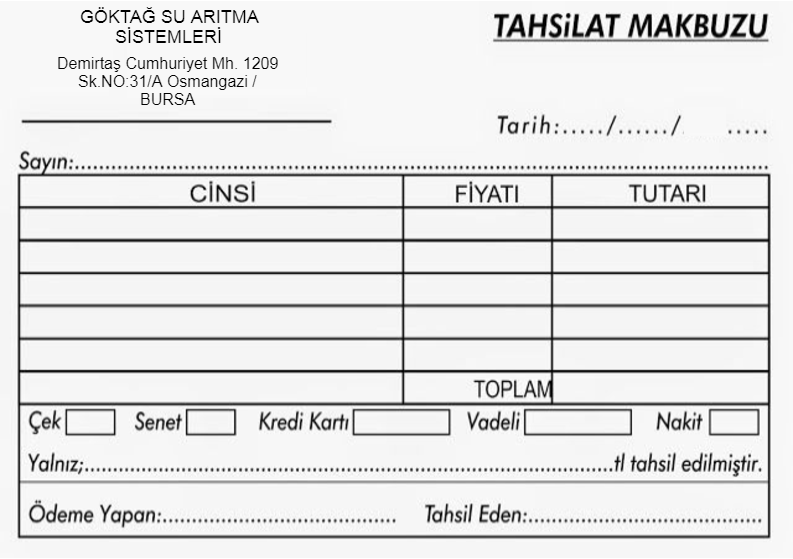 GÖKTAĞ SU ARITMA
SİSTEMLERİ
Demirtaş Cumhuriyet Mh. 1209
Sk.NO:31/A Osmangazi /
BURSA
TAHSiLAT MAKBUZU
Tarih:...../....../ .....
Sayın:..............................................................................................................
CİNSİ FİYATI TUTARI
TOPLAM
Çek Senet Kredi Kartı Vadeli Nakit
Yalnız;..............................................................................tl tahsil edilmiştir.
Ödeme Yapan:................................... Tahsil Eden:...................................